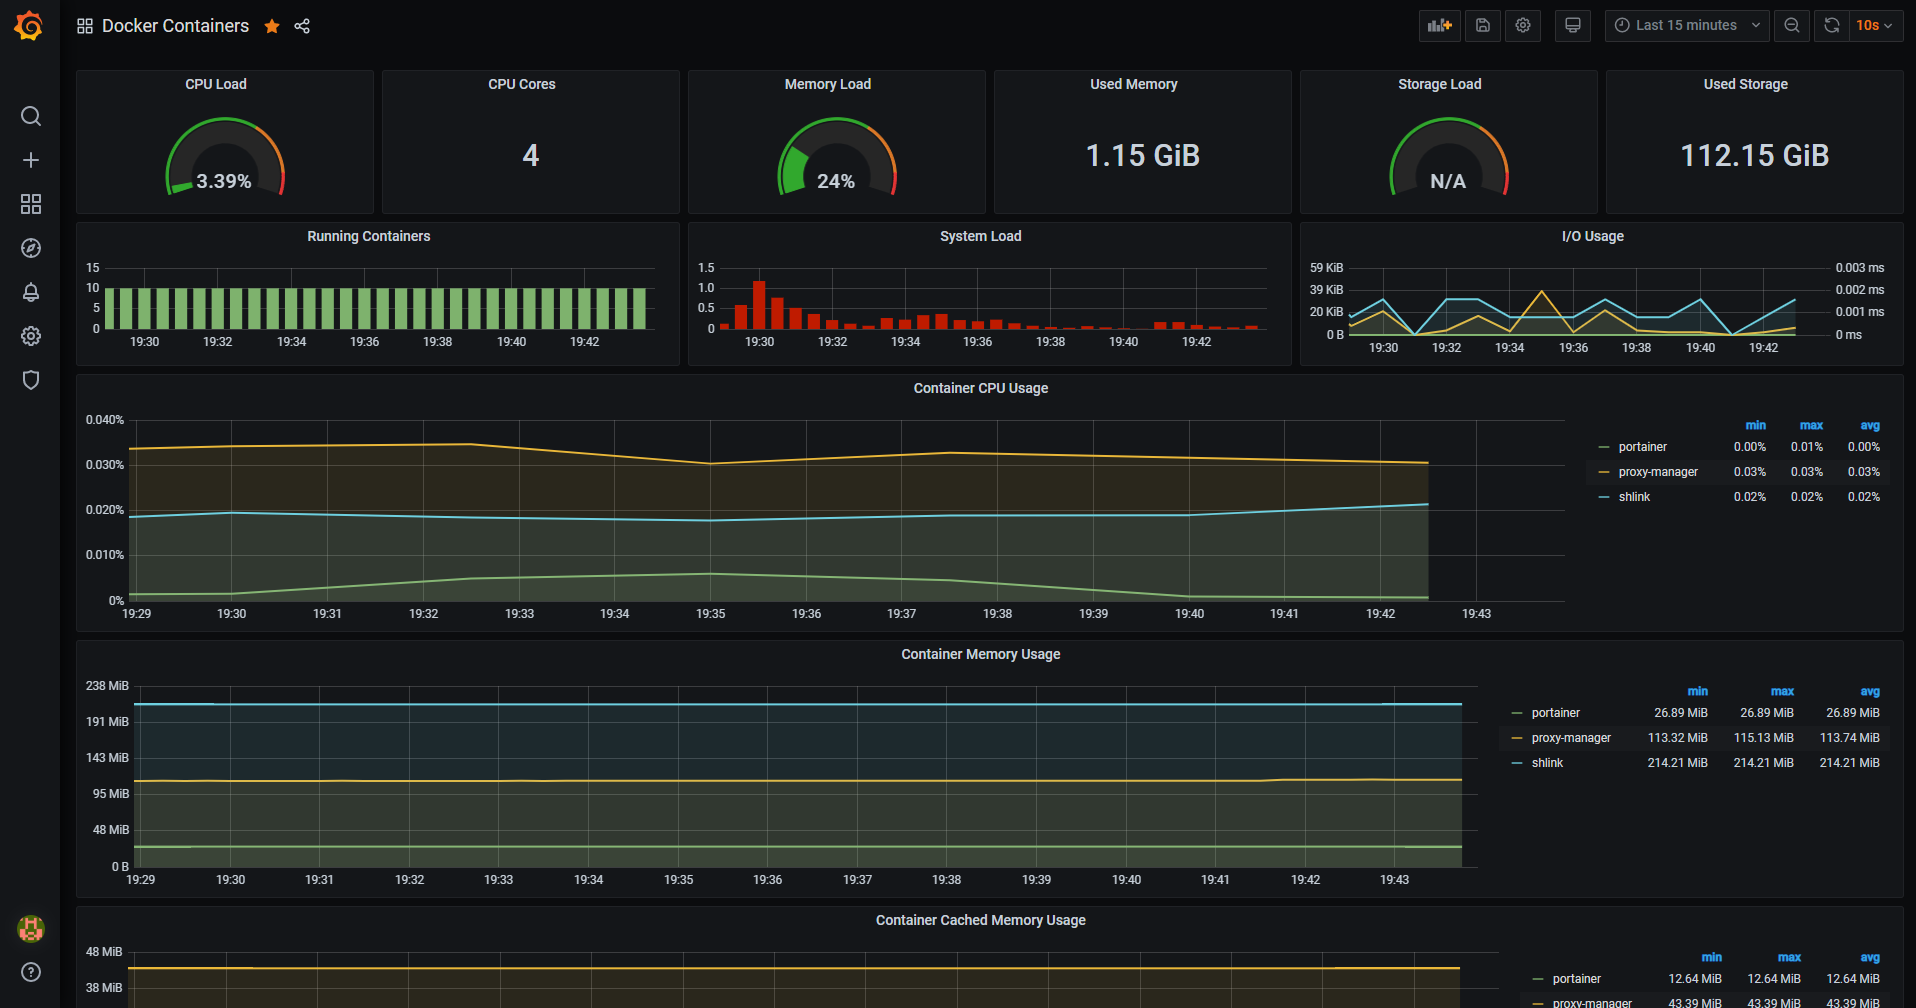 Docker Containers
Last 15 minutes
10s
CPU Load
3.39%
CPU Cores
4
Memory Load
24%
Used Memory
1.15 GiB
Storage Load
N/A
Used Storage
112.15 GiB
Running Containers
15
10
5
0
19:30 19:32 19:34 19:36 19:38 19:40 19:42
System Load
1.5
1.0
0.5
0
19:30 19:32 19:34 19:36 19:38 19:40 19:42
I/O Usage
59 KiB 0.003 ms
39 KiB 0.002 ms
20 KiB 0.001 ms
0 B 0 ms
19:30 19:32 19:34 19:36 19:38 19:40 19:42
Container CPU Usage
0.040%
0.030%
0.020%
0.010%
0%
19:29 19:30 19:31 19:32 19:33 19:34 19:35 19:36 19:37 19:38 19:39 19:40 19:41 19:42 19:43
min max avg
portainer 0.00% 0.01% 0.00%
proxy-manager 0.03% 0.03% 0.03%
shlink 0.02% 0.02% 0.02%
Container Memory Usage
238 MiB
191 MiB
143 MiB
95 MiB
48 MiB
0 B
19:29 19:30 19:31 19:32 19:33 19:34 19:35 19:36 19:37 19:38 19:39 19:40 19:41 19:42 19:43
min max avg
portainer 26.89 MiB 26.89 MiB 26.89 MiB
proxy-manager 113.32 MiB 115.13 MiB 113.74 MiB
shlink 214.21 MiB 214.21 MiB 214.21 MiB
Container Cached Memory Usage
48 MiB
38 MiB
min max avg
portainer 12.64 MiB 12.64 MiB 12.64 MiB
proxy-manager 43.39 MiB 43.39 MiB 43.39 MiB